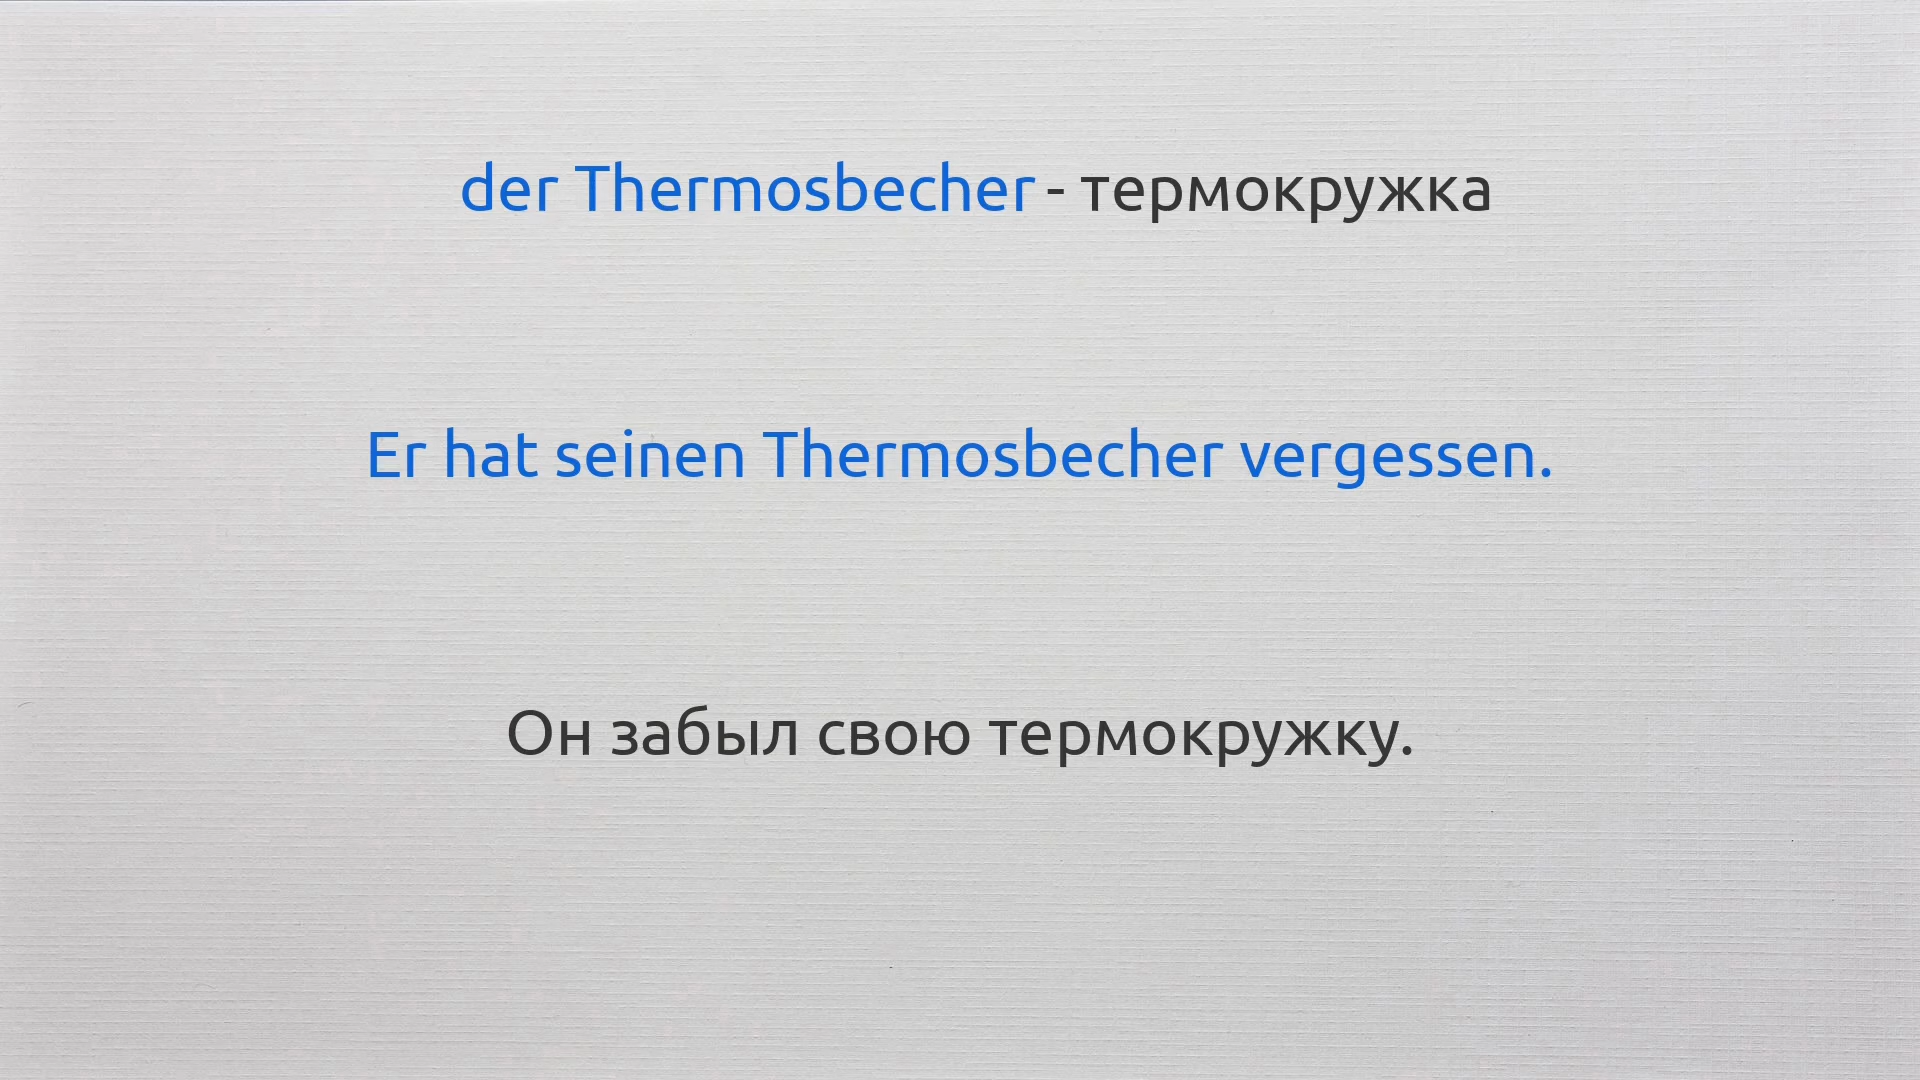 der Thermosbecher - термокружка
Er hat seinen Thermosbecher vergessen.
Он забыл свою термокружку.